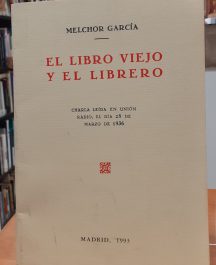 MELCHOR GARCÍA
EL LIBRO VIEJO
Y EL LIBRERO
CHARLA LEÍDA EN UNIÓN
RADIO, EL DÍA 28 DE
MARZO DE 1936
MADRID, 1993